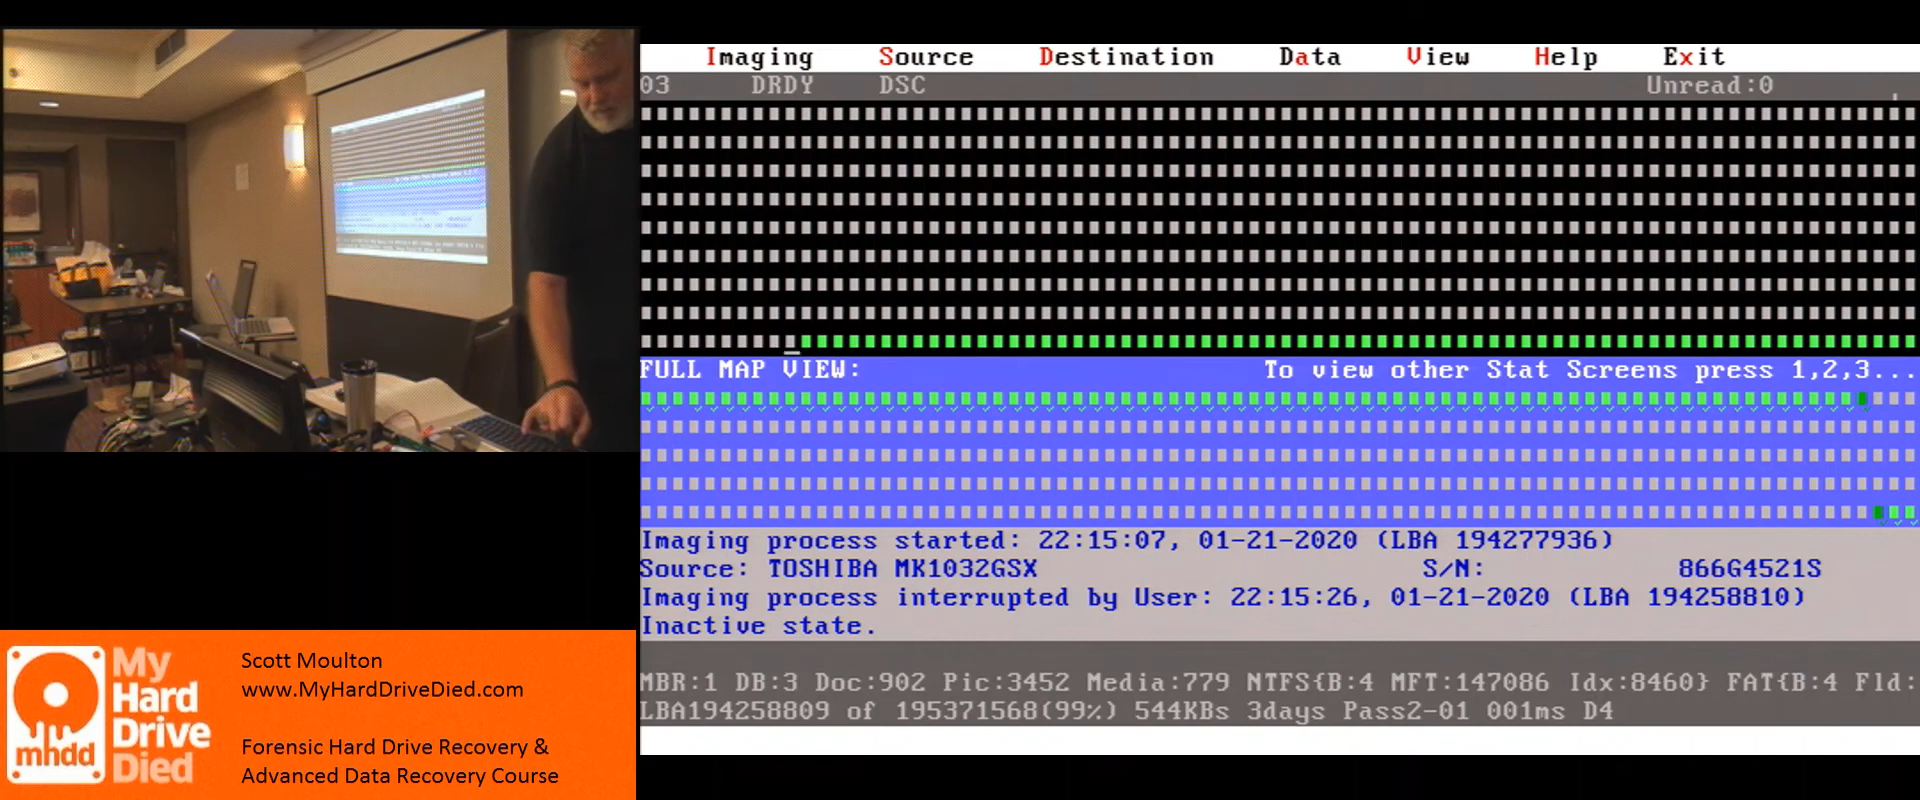 Imaging Source Destination Data View Help Exit
03 DRDY DSC Unread:0
FULL MAP VIEW: To view other Stat Screens press 1,2,3...
Imaging process started: 22:15:07, 01-21-2020 (LBA 194277936)
Source: TOSHIBA MK1032GSX S/N: 866G4521S
Imaging process interrupted by User: 22:15:26, 01-21-2020 (LBA 194258810)
Inactive state.
MBR:1 DB:3 Doc:902 Pic:3452 Media:779 NTFS{B:4 MFT:147086 Idx:8460} FAT{B:4 Fld:
LBA194258809 of 195371568(99%) 544KBs 3days Pass2-01 001ms D4
My
Hard
Drive
Died
mhdd
Scott Moulton
www.MyHardDriveDied.com
Forensic Hard Drive Recovery &
Advanced Data Recovery Course